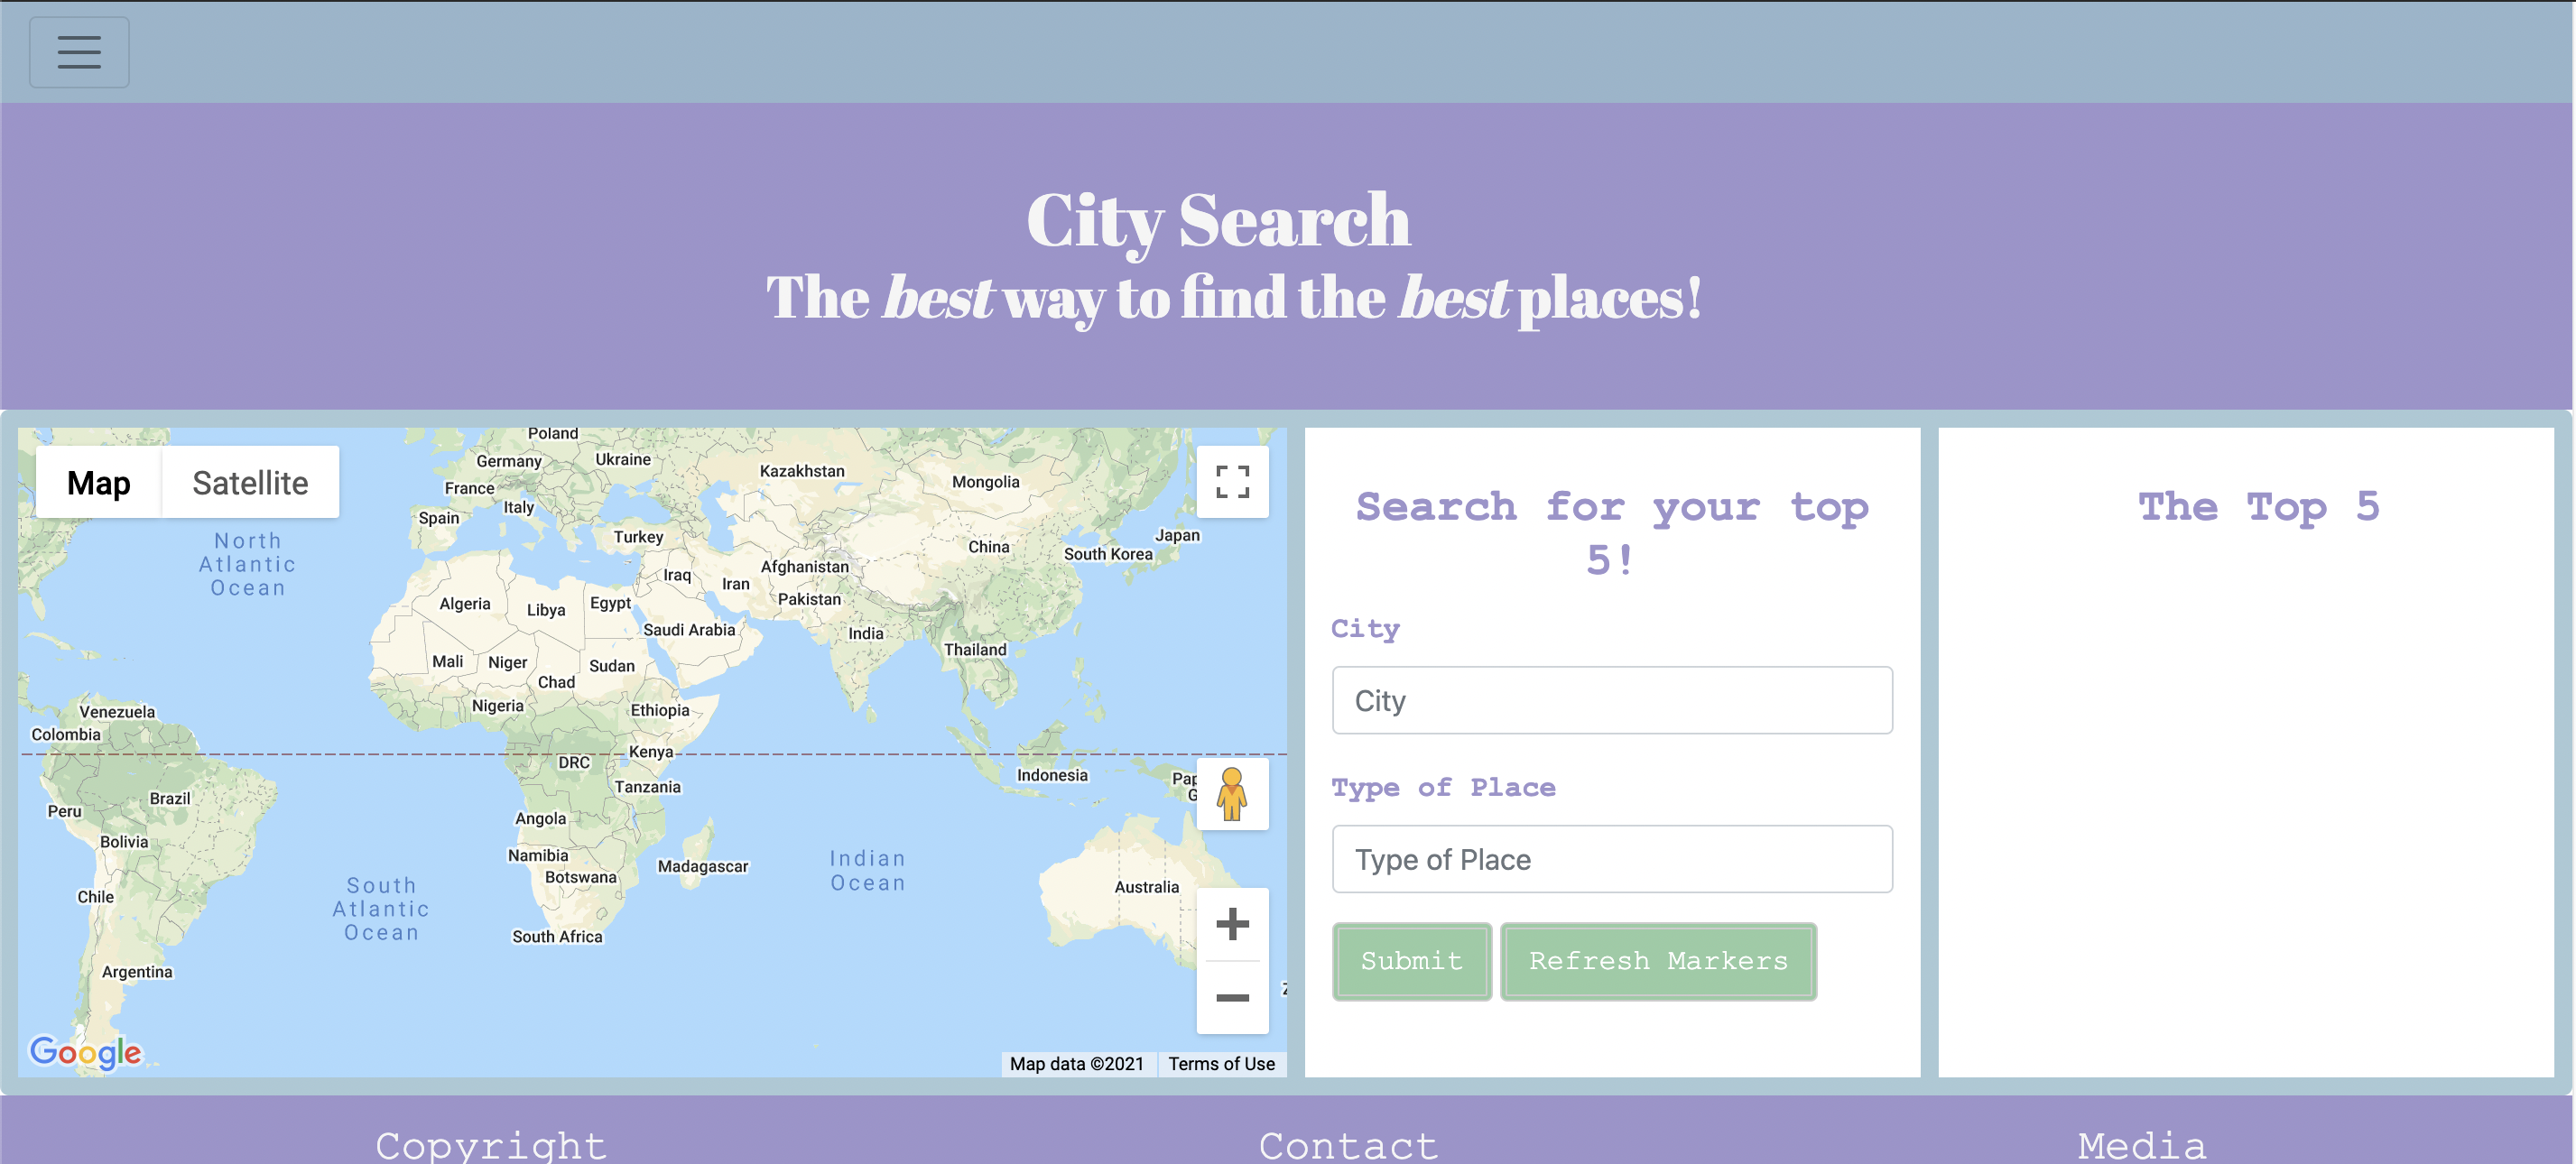 City Search
The best way to find the best places!
Map
Satellite
Poland
Germany
Ukraine
Kazakhstan
Mongolia
France
Italy
Spain
Turkey
Japan
China
South Korea
North
Atlantic
Ocean
Iraq
Iran
Afghanistan
Pakistan
Algeria
Libya
Egypt
Saudi Arabia
India
Thailand
Mali
Niger
Sudan
Chad
Nigeria
Ethiopia
Venezuela
Colombia
Kenya
DRC
Indonesia
Tanzania
Pap
G
Brazil
Peru
Angola
Bolivia
Namibia
Botswana
Madagascar
Indian
Ocean
Australia
Chile
South
Atlantic
Ocean
South Africa
Argentina
Z
Google
Map data ©2021
Terms of Use
Search for your top
5!
City
City
Type of Place
Type of Place
Submit
Refresh Markers
The Top 5
Copyright
Contact
Media